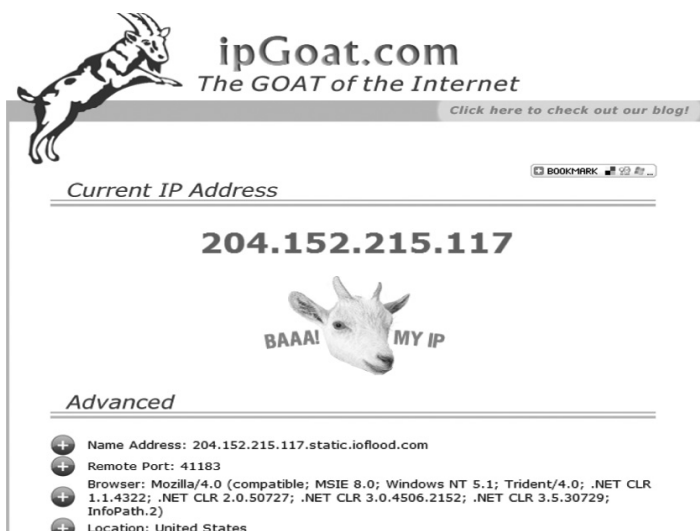 ipGoat.com
The GOAT of the Internet
Click here to check out our blog!
BOOKMARK
Current IP Address
204.152.215.117
BAAA! MY IP
Advanced
Name Address: 204.152.215.117.static.ioflood.com
Remote Port: 41183
Browser: Mozilla/4.0 (compatible; MSIE 8.0; Windows NT 5.1; Trident/4.0; .NET CLR
1.1.4322; .NET CLR 2.0.50727; .NET CLR 3.0.4506.2152; .NET CLR 3.5.30729;
InfoPath.2)
Location: United States